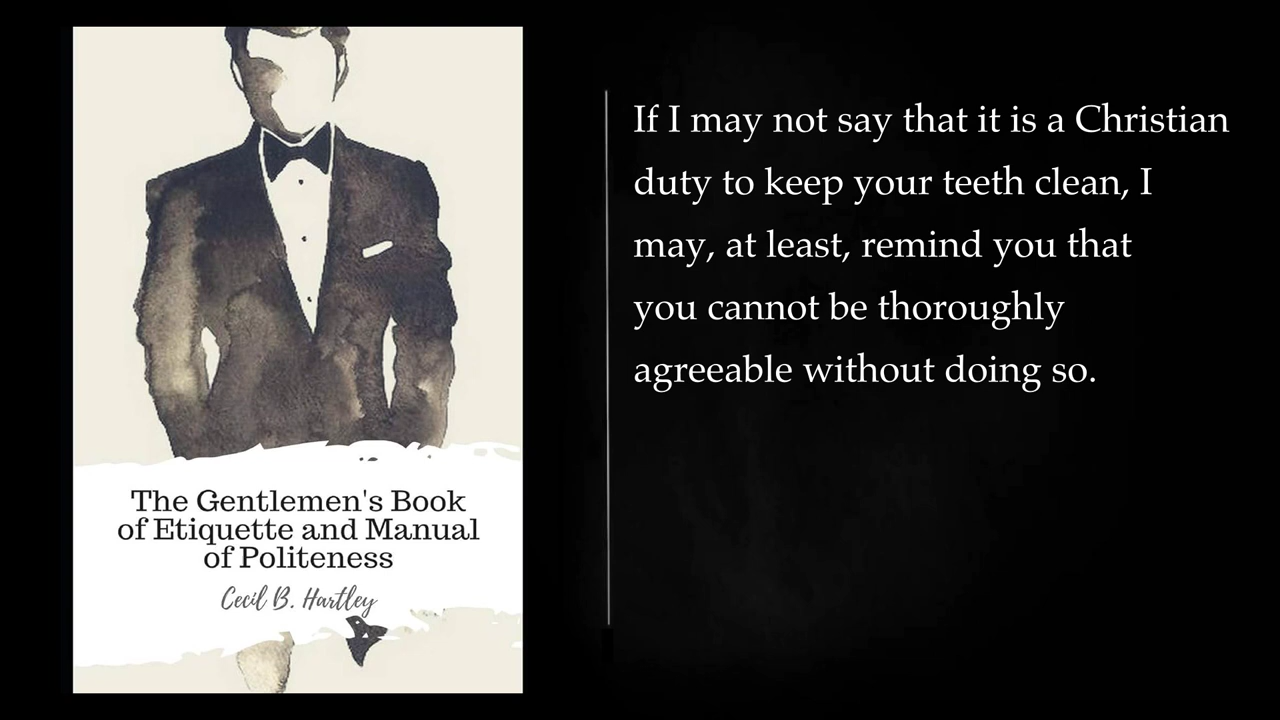 The Gentlemen's Book
of Etiquette and Manual
of Politeness
Cecil B. Hartley
If I may not say that it is a Christian
duty to keep your teeth clean, I
may, at least, remind you that
you cannot be thoroughly
agreeable without doing so.